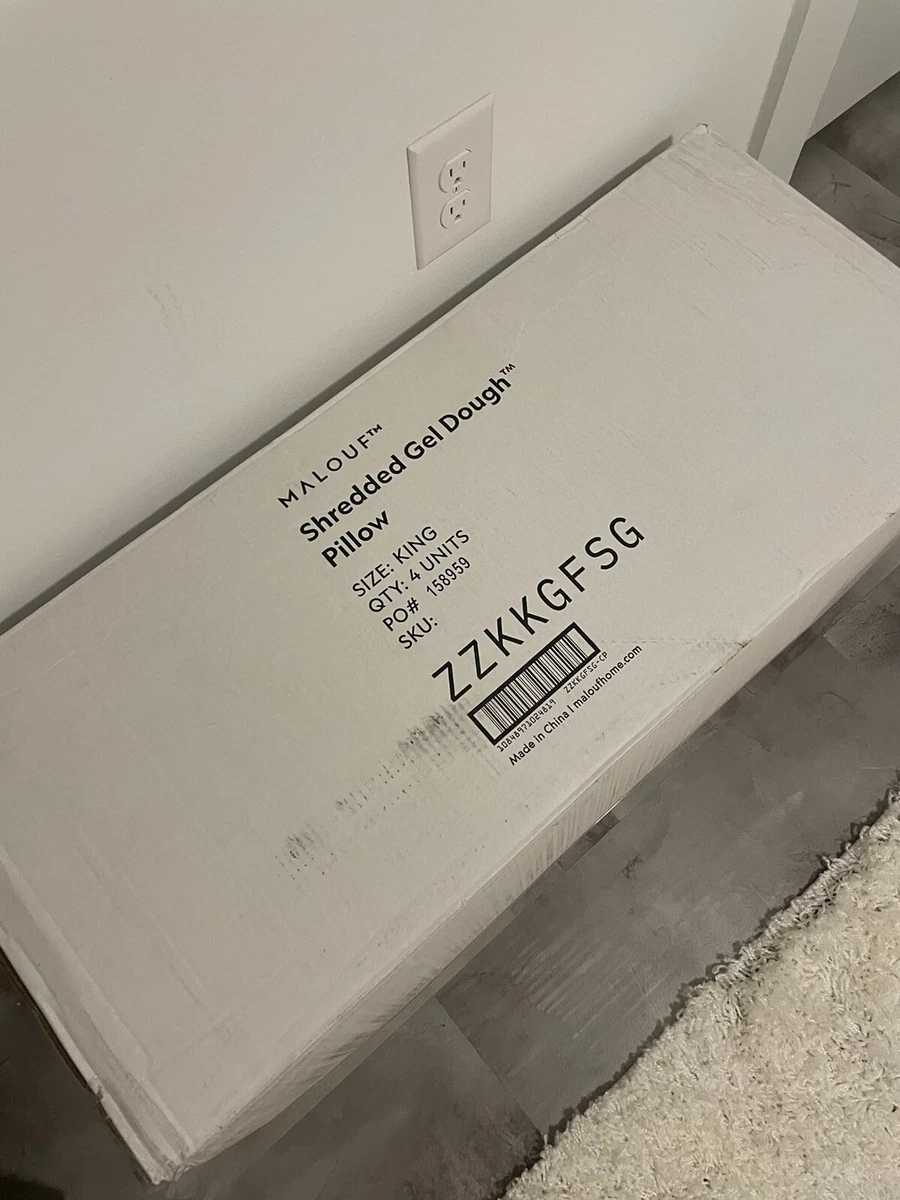 MALOUF™
Shredded Gel Dough™
Pillow
SIZE: KING
QTY: 4 UNITS
PO# 158959
SKU:
ZZKKGFSG
10848971024819 ZZKKGFSG-CP
Made in China | maloufhome.com